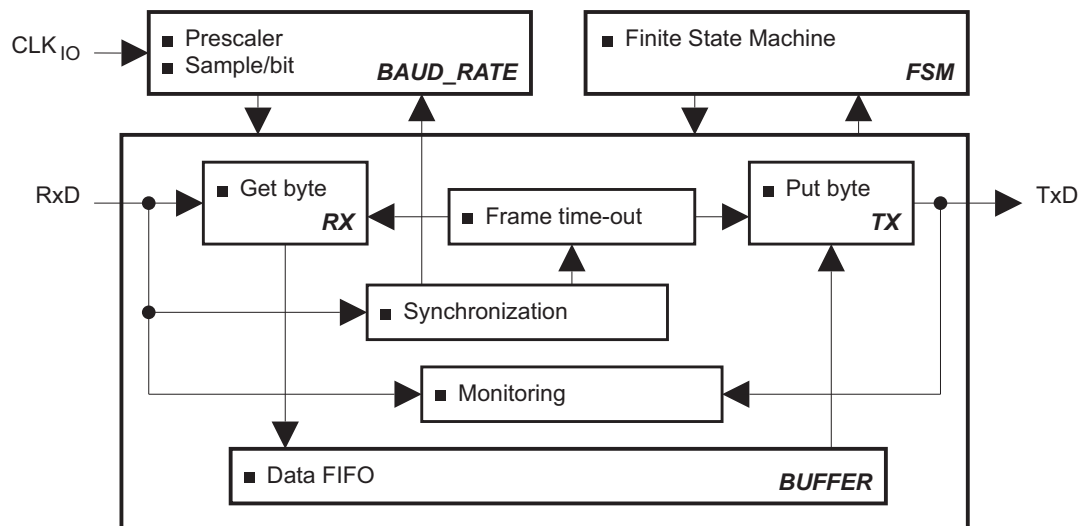 CLK IO
■ Prescaler
■ Sample/bit
BAUD_RATE
■ Finite State Machine
FSM
RxD
■ Get byte
RX
■ Frame time-out
■ Put byte
TX
TxD
■ Synchronization
■ Monitoring
■ Data FIFO
BUFFER